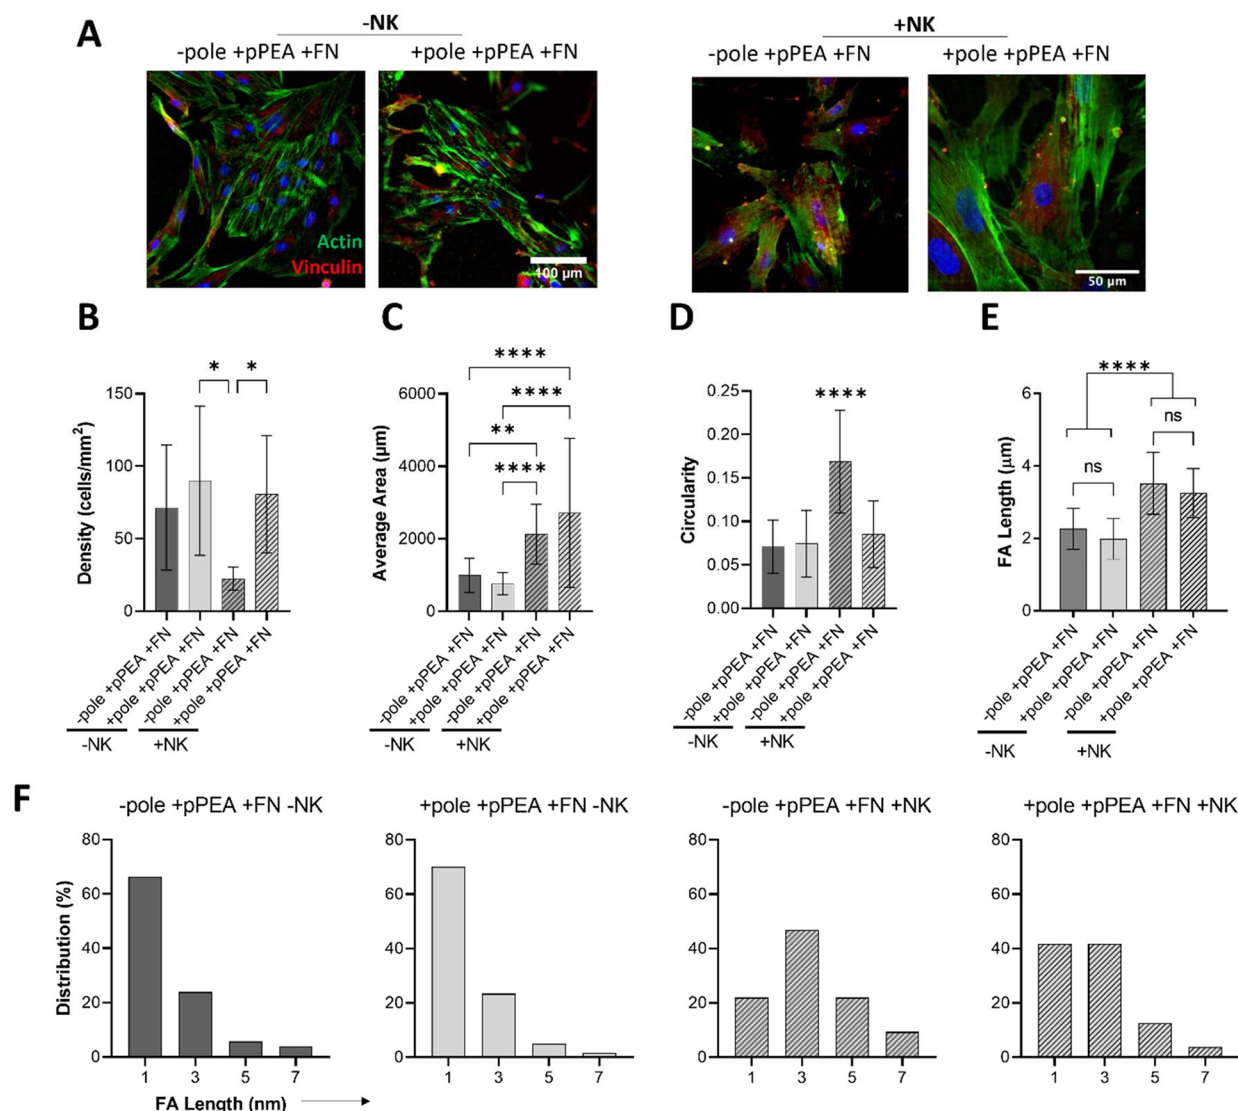 A
-NK
+NK
-pole +pPEA +FN
+pole +pPEA +FN
-pole +pPEA +FN
+pole +pPEA +FN
Actin
Vinculin
100 µm
50 µm
B
C
D
E
*
*
Density (cells/mm²)
150
100
50
0
-pole +pPEA +FN
+pole +pPEA +FN
-pole +pPEA +FN
+pole +pPEA +FN
-NK
+NK
****
****
**
****
Average Area (µm)
6000
4000
2000
0
-pole +pPEA +FN
+pole +pPEA +FN
-pole +pPEA +FN
+pole +pPEA +FN
-NK
+NK
****
Circularity
0.25
0.20
0.15
0.10
0.05
0.00
-pole +pPEA +FN
+pole +pPEA +FN
-pole +pPEA +FN
+pole +pPEA +FN
-NK
+NK
****
ns
ns
FA Length (µm)
6
4
2
0
-pole +pPEA +FN
+pole +pPEA +FN
-pole +pPEA +FN
+pole +pPEA +FN
-NK
+NK
F
-pole +pPEA +FN -NK
+pole +pPEA +FN -NK
-pole +pPEA +FN +NK
+pole +pPEA +FN +NK
Distribution (%)
80
60
40
20
0
1 3 5 7
80
60
40
20
0
1 3 5 7
80
60
40
20
0
1 3 5 7
80
60
40
20
0
1 3 5 7
FA Length (nm)